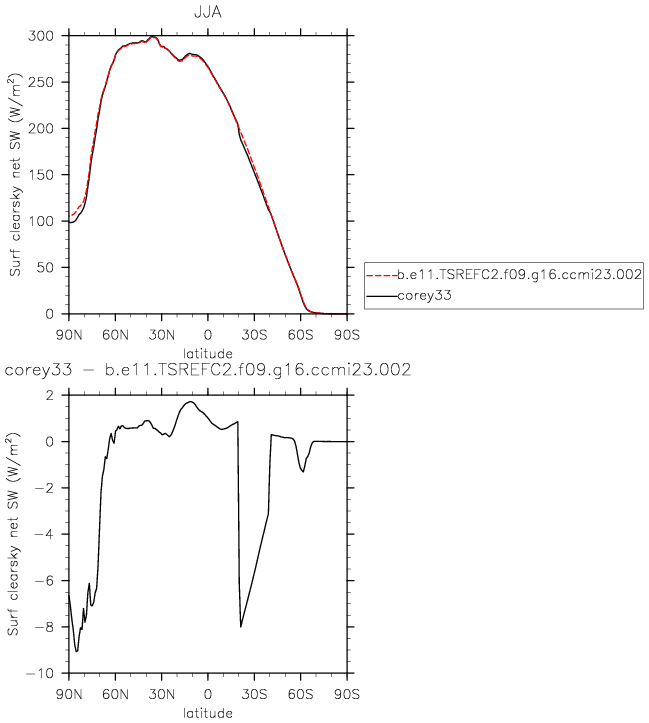 JJA
300
250
200
150
100
50
0
Surf clearsky net SW (W/m²)
90N 60N 30N 0 30S 60S 90S
latitude
b.e11.TSREFC2.f09.g16.ccmi23.002
corey33
corey33 − b.e11.TSREFC2.f09.g16.ccmi23.002
2
0
−2
−4
−6
−8
−10
Surf clearsky net SW (W/m²)
90N 60N 30N 0 30S 60S 90S
latitude